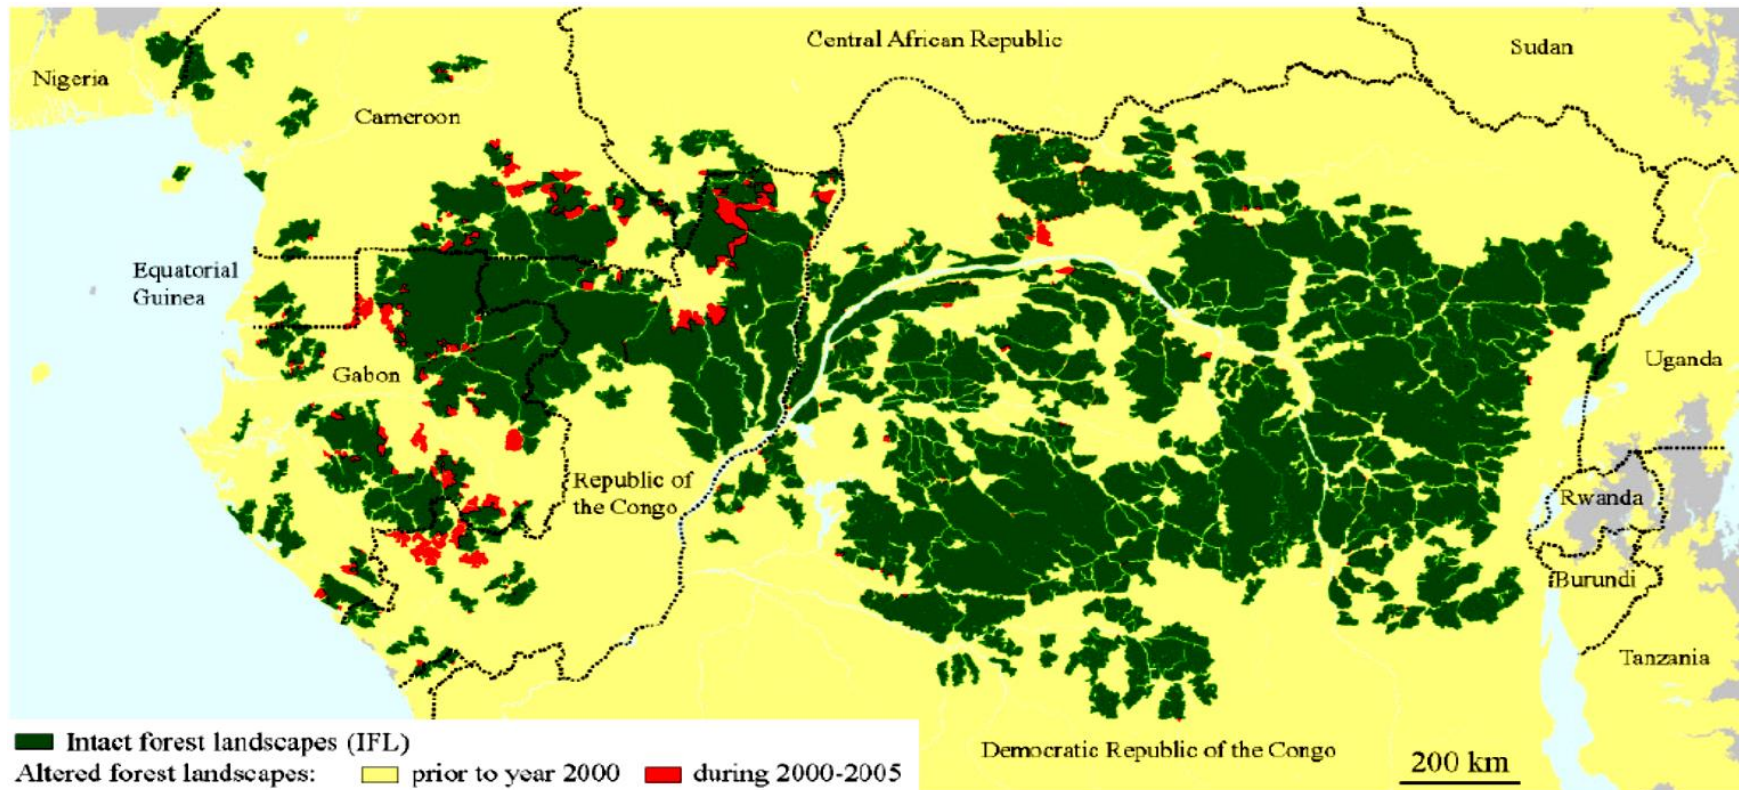 Central African Republic
Sudan
Nigeria
Cameroon
Equatorial
Guinea
Gabon
Uganda
Republic of
the Congo
Rwanda
Burundi
Tanzania
Intact forest landscapes (IFL)
Democratic Republic of the Congo
200 km
Altered forest landscapes: prior to year 2000 during 2000-2005